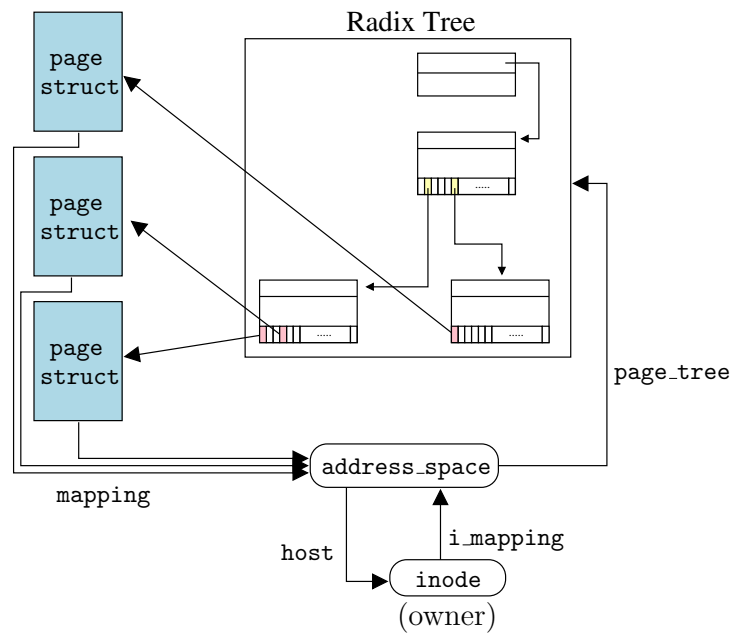 Radix Tree
page
struct
.....
page
struct
.....
.....
page
struct
page_tree
address_space
mapping
host
i_mapping
inode
(owner)